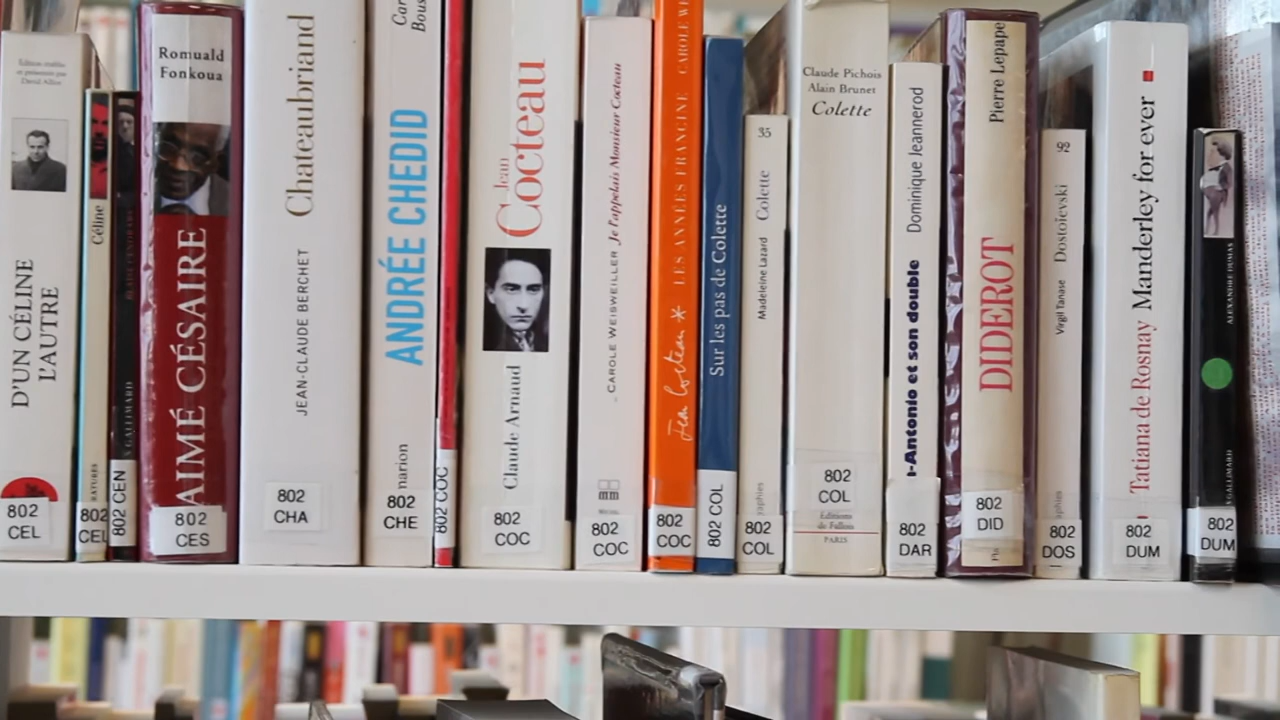 Édition établie
et présentée par
David Alliot
D'UN CÉLINE
L'AUTRE
802
CEL
Céline
802
CEL
GALLIMARD
802 CEN
Romuald
Fonkoua
AIMÉ CÉSAIRE
802
CES
Chateaubriand
JEAN-CLAUDE BERCHET
802
CHA
ANDRÉE CHEDID
802
CHE
802 COC
Jean
Cocteau
Claude Arnaud
802
COC
CAROLE WEISWEILLER Je l'appelais Monsieur Cocteau
802
COC
Jean Cocteau * LES ANNÉES FRANCINE
802
COC
Sur les pas de Colette
802 COL
35
Madeleine Lazard Colette
802
COL
Claude Pichois
Alain Brunet
Colette
802
COL
Éditions
de Fallois
PARIS
-Antonio et son double Dominique Jeannerod
802
DAR
DIDEROT Pierre Lepape
802
DID
92
Virgil Tanase Dostoïevski
802
DOS
Tatiana de Rosnay Manderley for ever
802
DUM
ALEXANDRE DUMAS
GALLIMARD
802
DUM